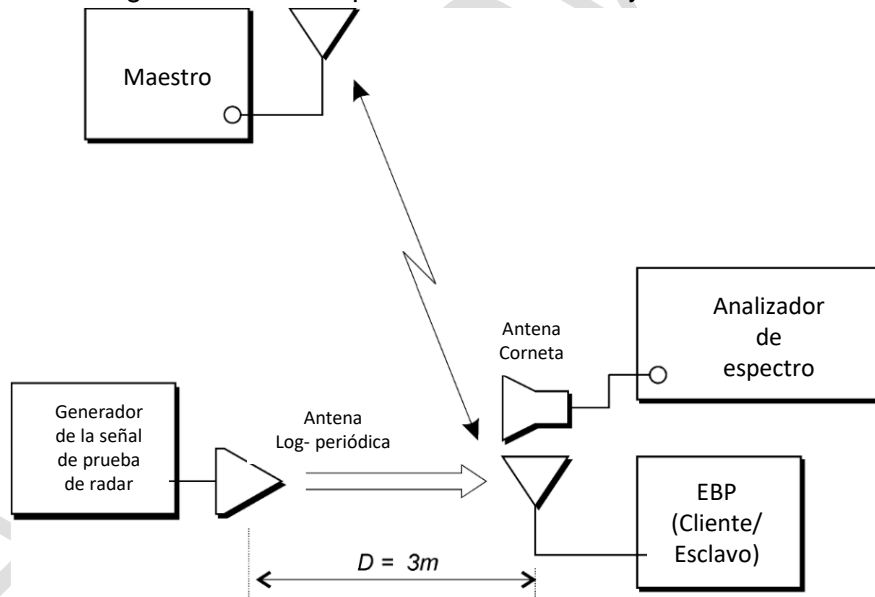 Maestro
Antena
Corneta
Analizador
de
espectro
Generador
de la señal
de prueba
de radar
Antena
Log- periódica
EBP
(Cliente/
Esclavo)
D = 3m